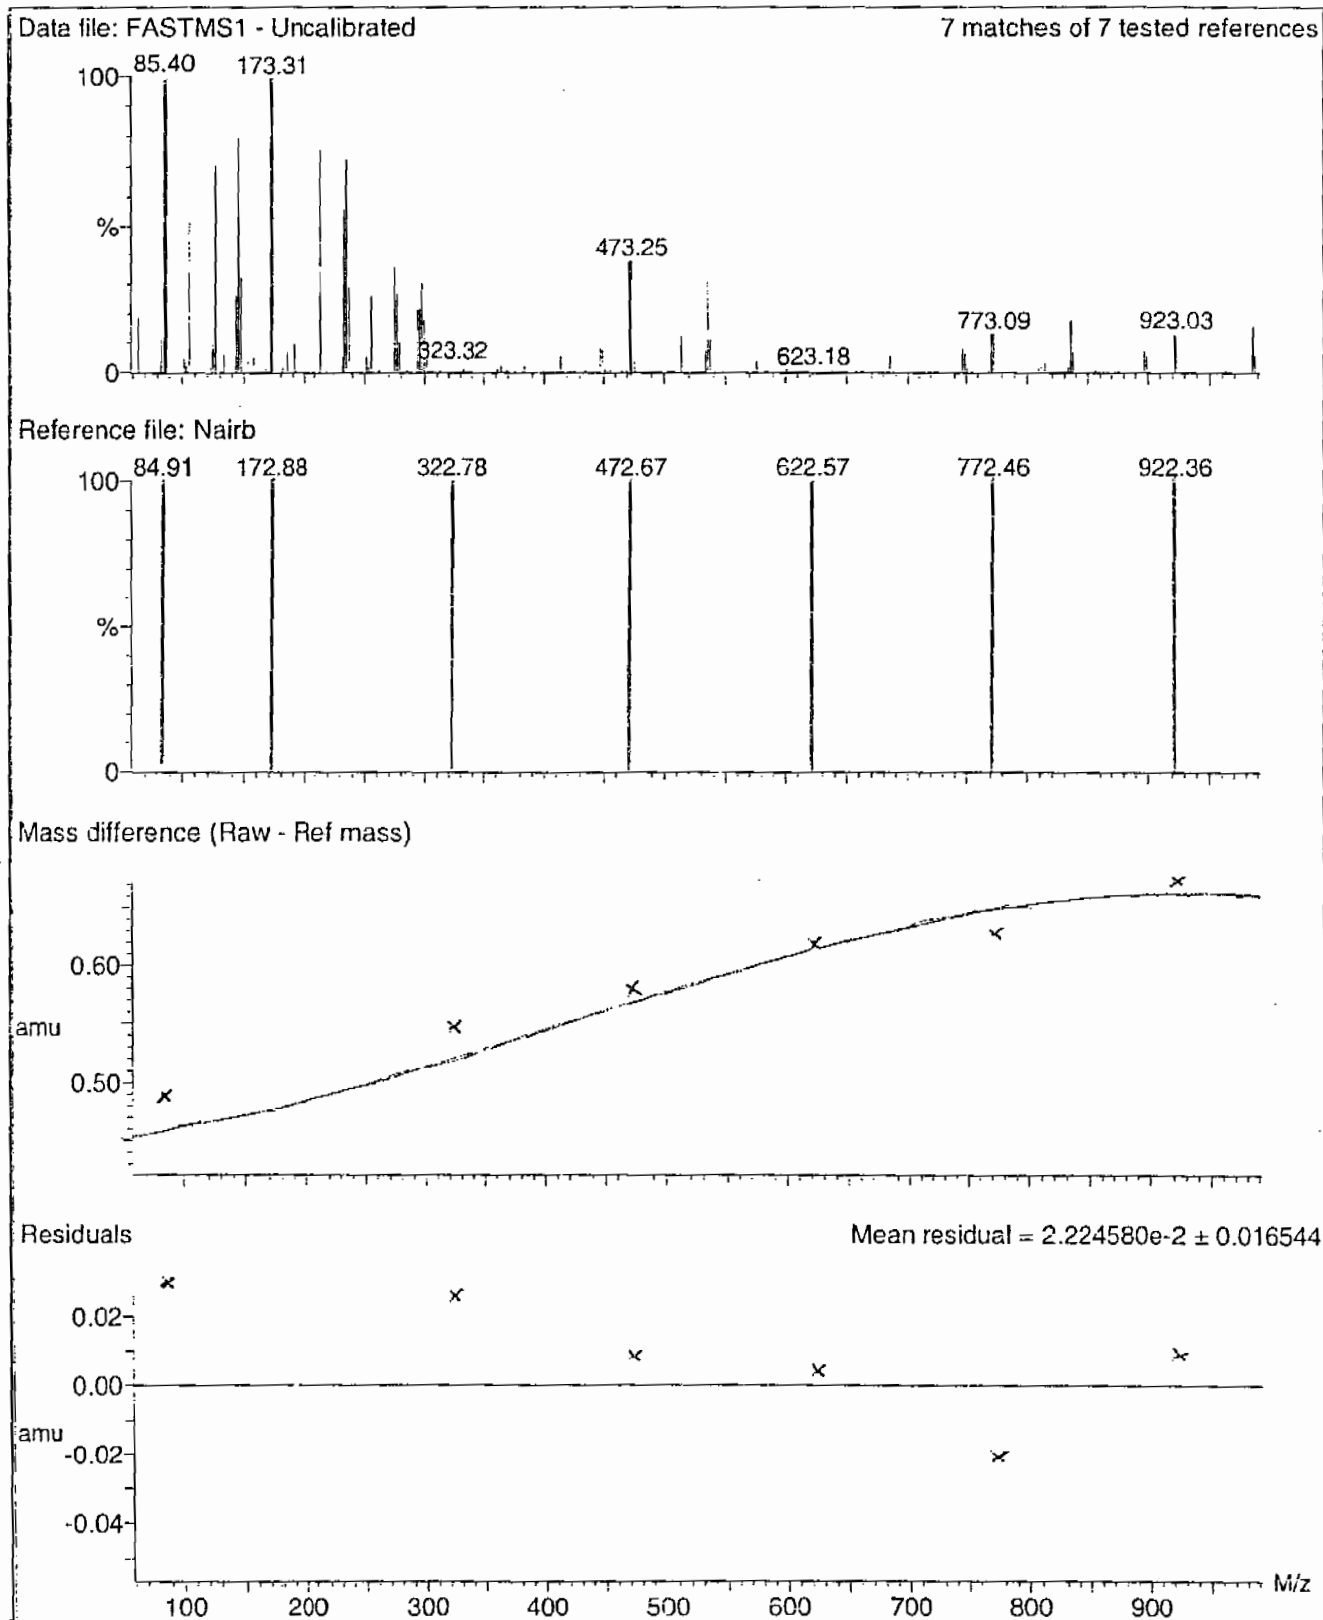 Data file: FASTMS1 - Uncalibrated 7 matches of 7 tested references
85.40 173.31
100
%
473.25
323.32 623.18 773.09 923.03
0
Reference file: Nairb
84.91 172.88 322.78 472.67 622.57 772.46 922.36
100
%
0
Mass difference (Raw - Ref mass)
0.60
amu
0.50
Residuals Mean residual = 2.224580e-2 ± 0.016544
0.02
0.00
amu
-0.02
-0.04
100 200 300 400 500 600 700 800 900 M/z